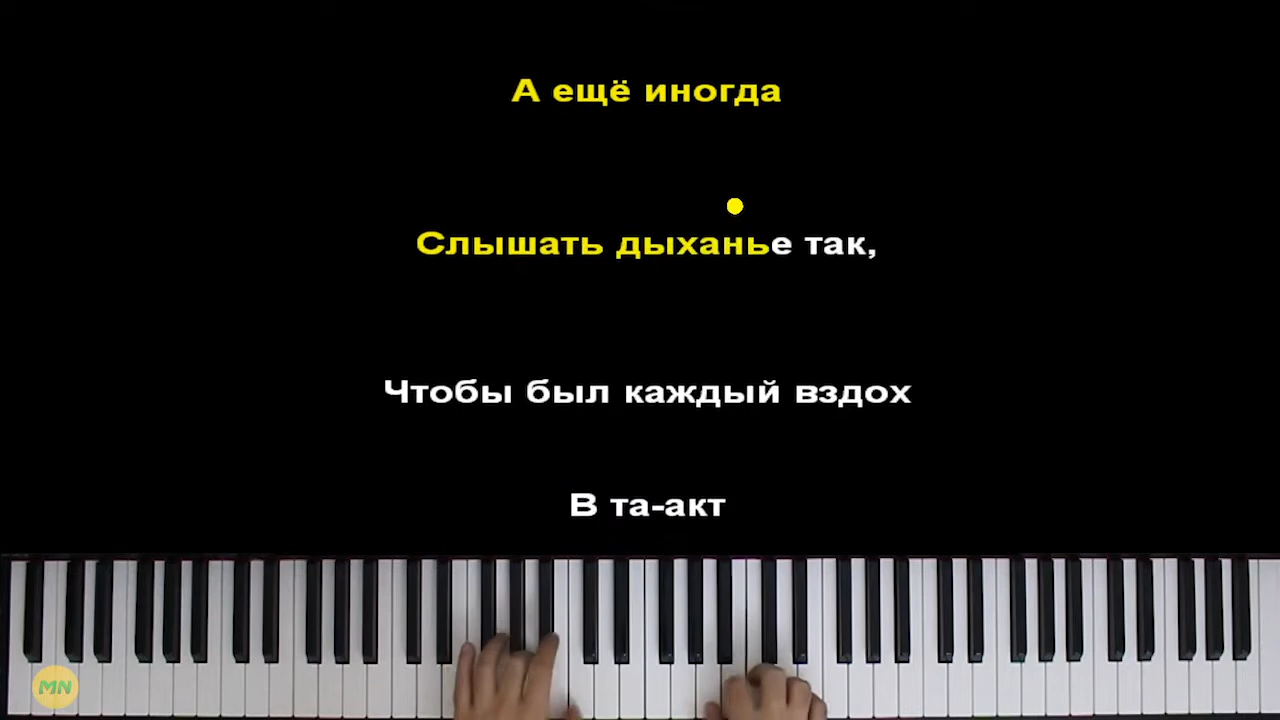 А ещё иногда
Слышать дыханье так,
Чтобы был каждый вздох
В та-акт
MN